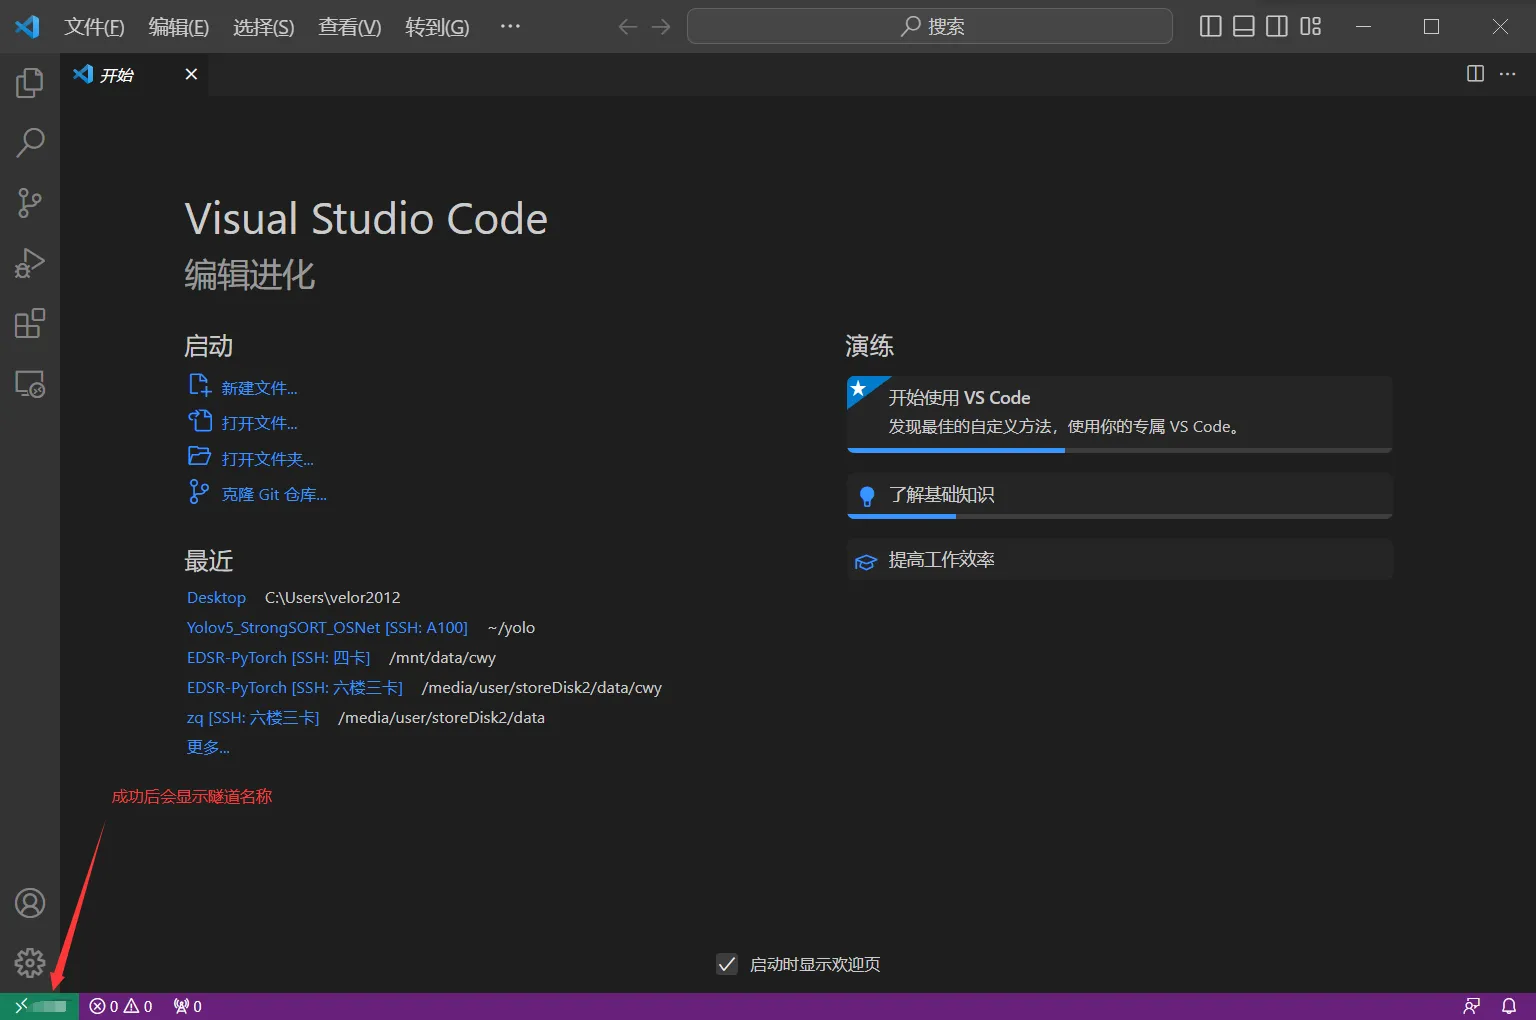 文件(F) 编辑(E) 选择(S) 查看(V) 转到(G) ··· 搜索
开始
Visual Studio Code
编辑进化
启动
新建文件...
打开文件...
打开文件夹...
克隆 Git 仓库...
最近
Desktop C:\Users\velor2012
Yolov5_StrongSORT_OSNet [SSH: A100] ~/yolo
EDSR-PyTorch [SSH: 四卡] /mnt/data/cwy
EDSR-PyTorch [SSH: 六楼三卡] /media/user/storeDisk2/data/cwy
zq [SSH: 六楼三卡] /media/user/storeDisk2/data
更多...
演练
开始使用 VS Code
发现最佳的自定义方法，使用你的专属 VS Code。
了解基础知识
提高工作效率
成功后会显示隧道名称
启动时显示欢迎页
0 0 0